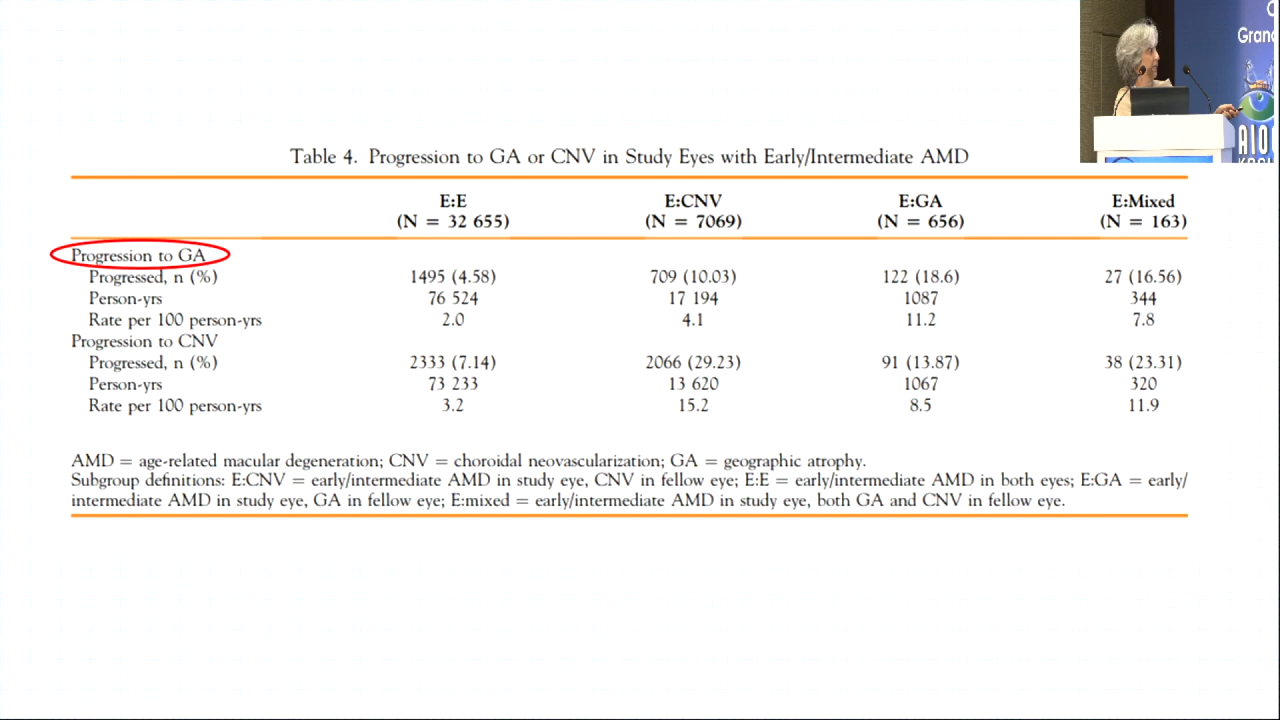 Gran
AIO
Table 4. Progression to GA or CNV in Study Eyes with Early/Intermediate AMD
E:E E:CNV E:GA E:Mixed
(N = 32 655) (N = 7069) (N = 656) (N = 163)
Progression to GA
Progressed, n (%) 1495 (4.58) 709 (10.03) 122 (18.6) 27 (16.56)
Person-yrs 76 524 17 194 1087 344
Rate per 100 person-yrs 2.0 4.1 11.2 7.8
Progression to CNV
Progressed, n (%) 2333 (7.14) 2066 (29.23) 91 (13.87) 38 (23.31)
Person-yrs 73 233 13 620 1067 320
Rate per 100 person-yrs 3.2 15.2 8.5 11.9
AMD = age-related macular degeneration; CNV = choroidal neovascularization; GA = geographic atrophy.
Subgroup definitions: E:CNV = early/intermediate AMD in study eye, CNV in fellow eye; E:E = early/intermediate AMD in both eyes; E:GA = early/
intermediate AMD in study eye, GA in fellow eye; E:mixed = early/intermediate AMD in study eye, both GA and CNV in fellow eye.